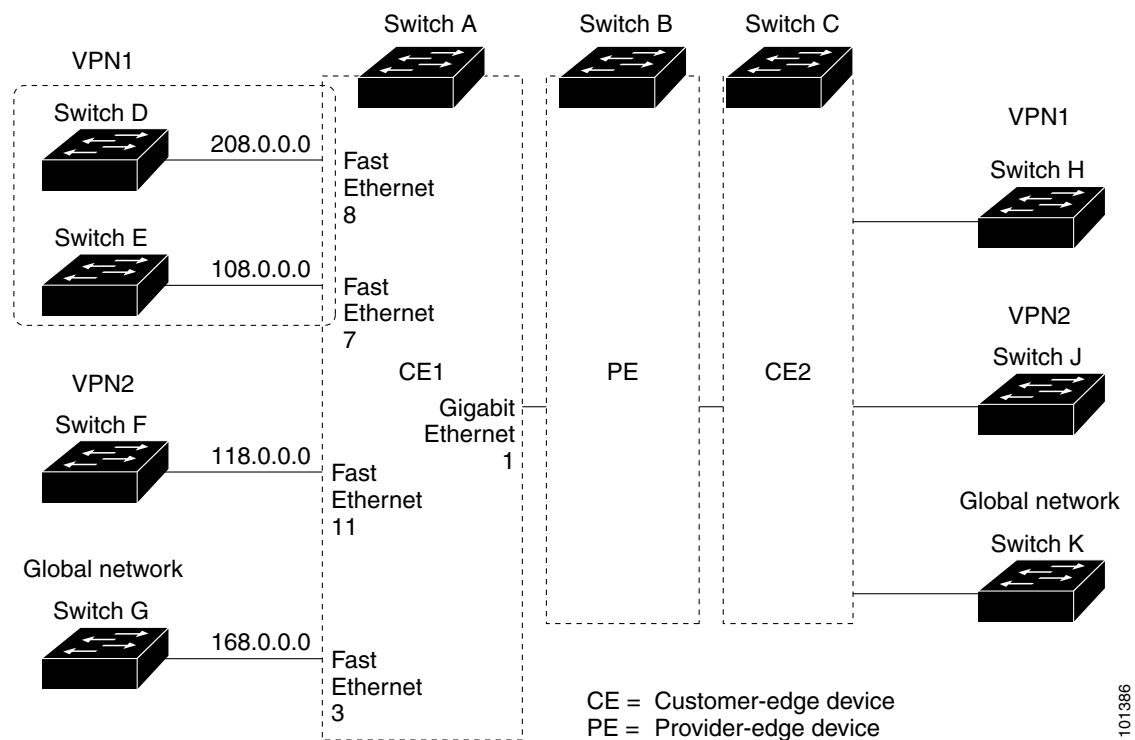 Switch A
Switch B
Switch C
VPN1
Switch D
208.0.0.0
Fast
Ethernet
8
Switch E
108.0.0.0
Fast
Ethernet
7
VPN2
Switch F
118.0.0.0
Fast
Ethernet
11
Global network
Switch G
168.0.0.0
Fast
Ethernet
3
CE1
Gigabit
Ethernet
1
PE
CE2
VPN1
Switch H
VPN2
Switch J
Global network
Switch K
CE = Customer-edge device
PE = Provider-edge device
101386